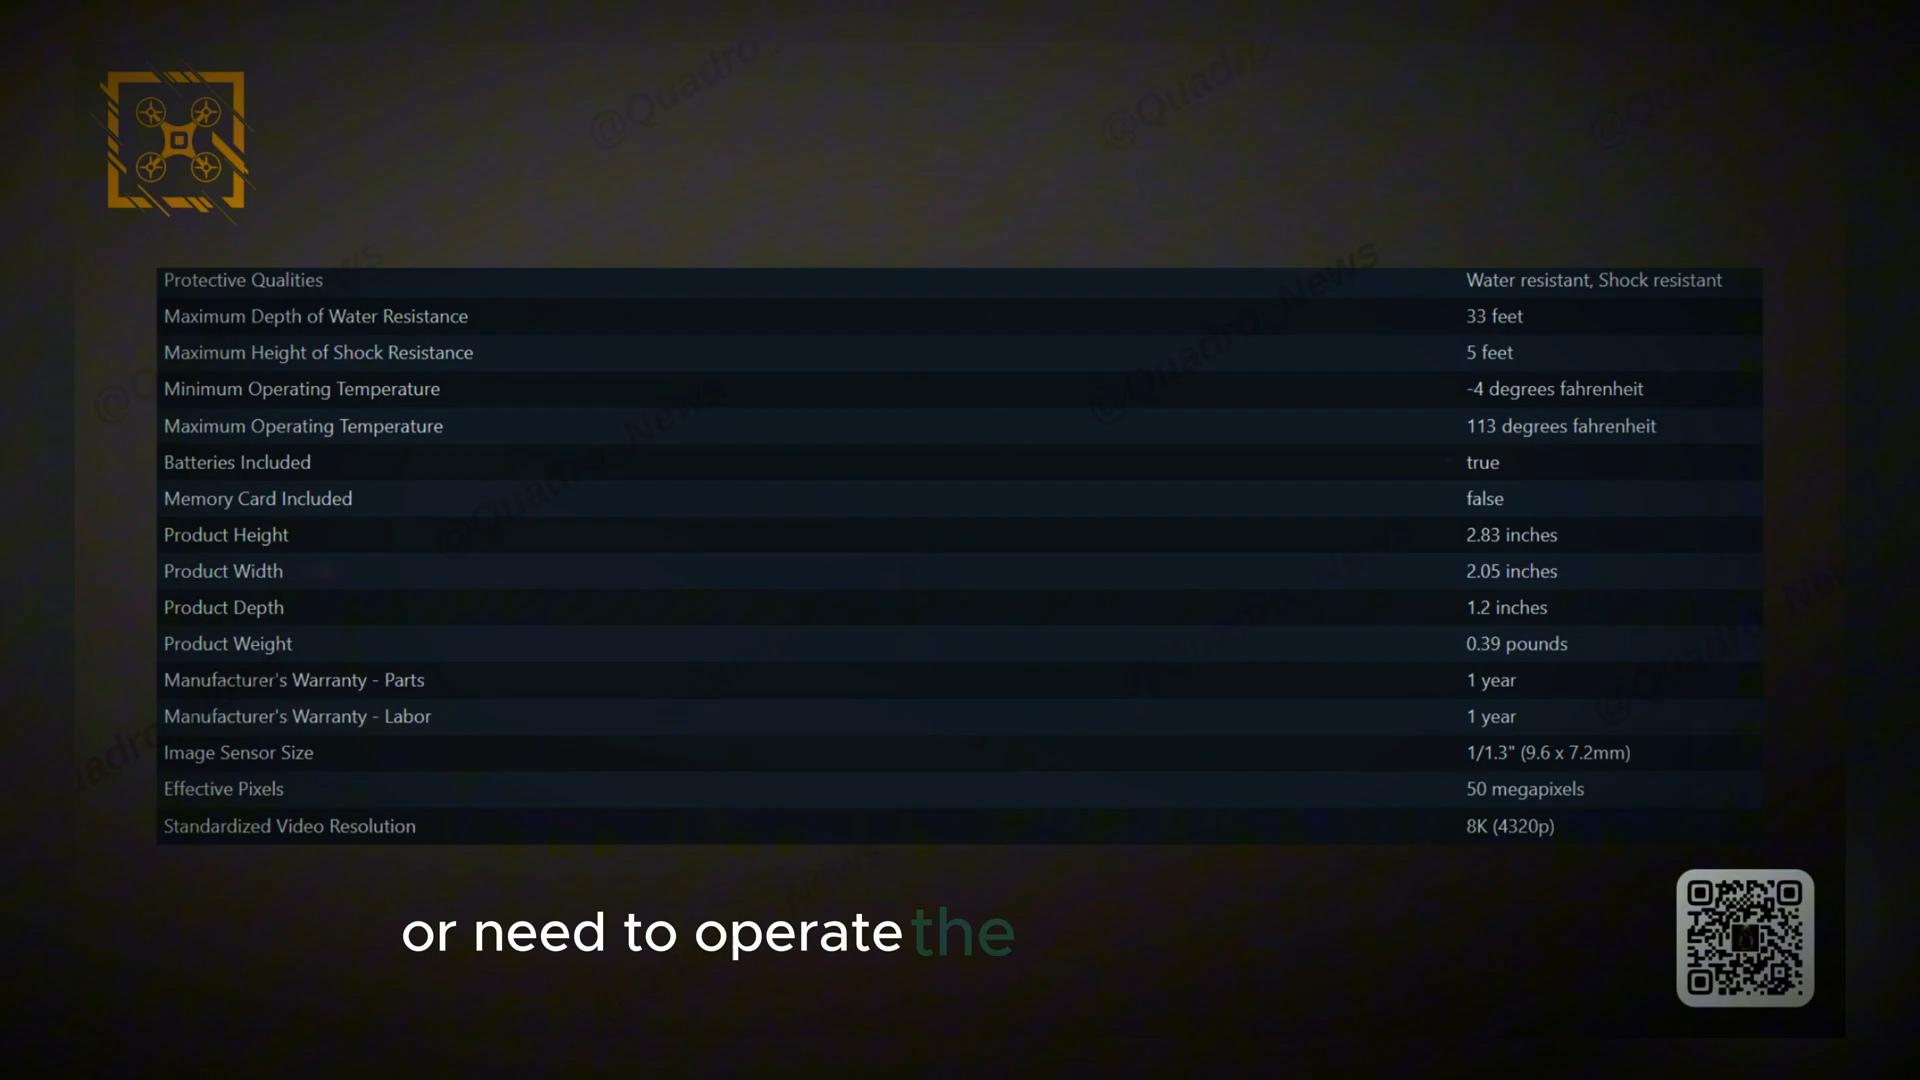 @Quadro_
@Quadro_
Protective Qualities Water resistant, Shock resistant
Maximum Depth of Water Resistance 33 feet
Maximum Height of Shock Resistance 5 feet
Minimum Operating Temperature -4 degrees fahrenheit
Maximum Operating Temperature 113 degrees fahrenheit
Batteries Included true
Memory Card Included false
Product Height 2.83 inches
Product Width 2.05 inches
Product Depth 1.2 inches
Product Weight 0.39 pounds
Manufacturer's Warranty - Parts 1 year
Manufacturer's Warranty - Labor 1 year
Image Sensor Size 1/1.3" (9.6 x 7.2mm)
Effective Pixels 50 megapixels
Standardized Video Resolution 8K (4320p)
@Quadro_News
@Quadro_News
or need to operate the